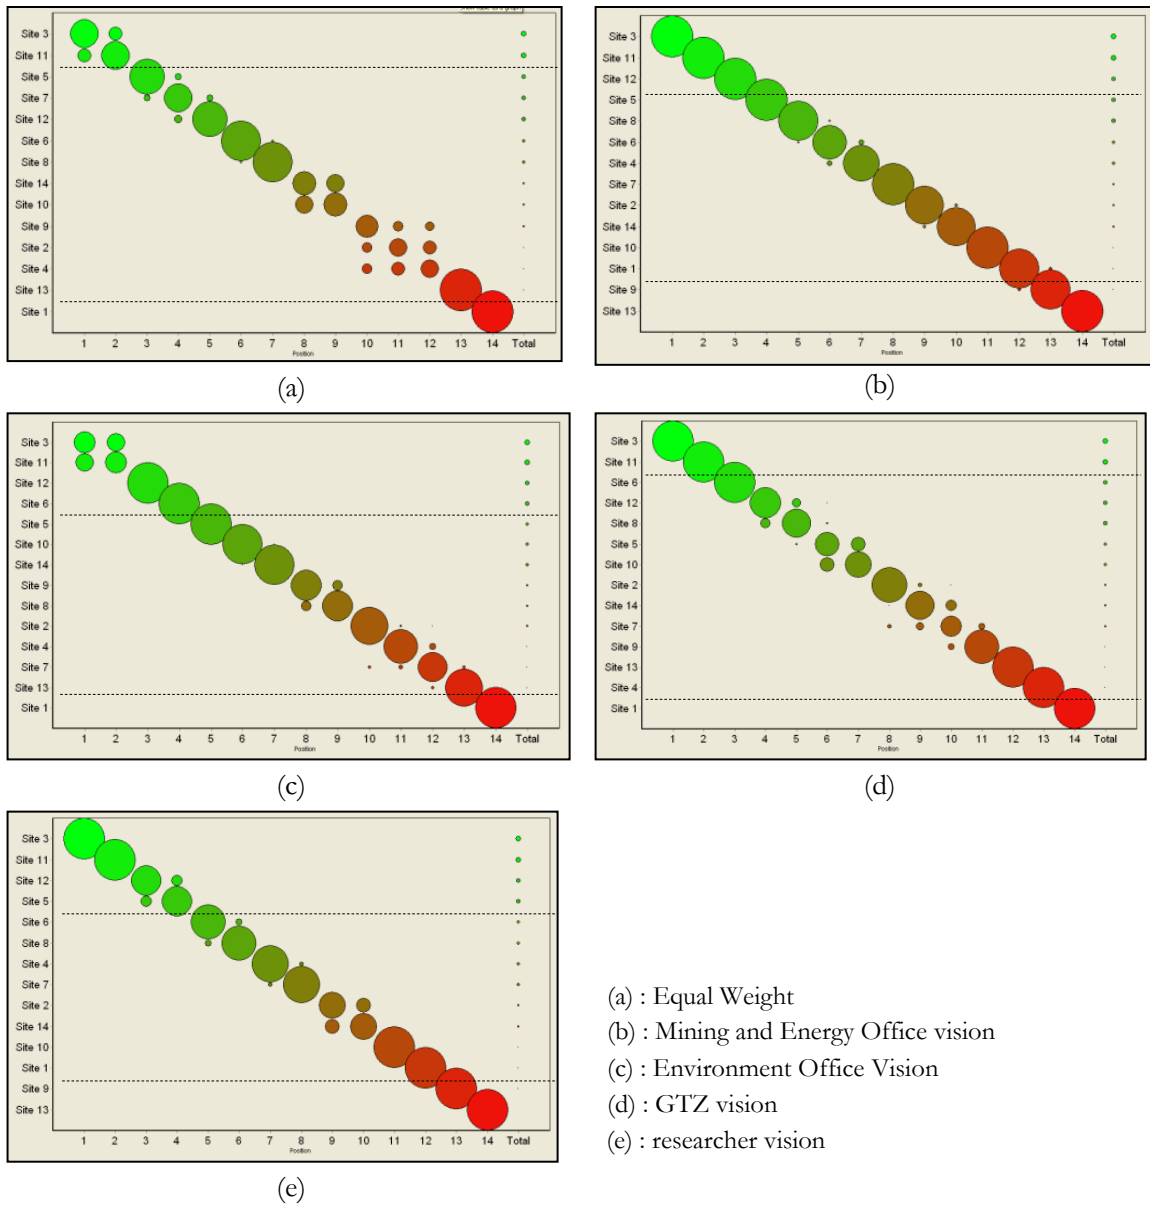 Site 3
Site 11
Site 5
Site 7
Site 12
Site 6
Site 8
Site 14
Site 10
Site 9
Site 2
Site 4
Site 13
Site 1
1 2 3 4 5 6 7 8 9 10 11 12 13 14 Total
Position
(a)
Site 3
Site 11
Site 12
Site 5
Site 8
Site 6
Site 4
Site 7
Site 2
Site 14
Site 10
Site 1
Site 9
Site 13
1 2 3 4 5 6 7 8 9 10 11 12 13 14 Total
Position
(b)
Site 3
Site 11
Site 12
Site 6
Site 5
Site 10
Site 14
Site 9
Site 8
Site 2
Site 4
Site 7
Site 13
Site 1
1 2 3 4 5 6 7 8 9 10 11 12 13 14 Total
Position
(c)
Site 3
Site 11
Site 6
Site 12
Site 8
Site 5
Site 10
Site 2
Site 14
Site 7
Site 9
Site 13
Site 4
Site 1
1 2 3 4 5 6 7 8 9 10 11 12 13 14 Total
Position
(d)
Site 3
Site 11
Site 12
Site 5
Site 6
Site 8
Site 4
Site 7
Site 2
Site 14
Site 10
Site 1
Site 9
Site 13
1 2 3 4 5 6 7 8 9 10 11 12 13 14 Total
Position
(e)
(a) : Equal Weight
(b) : Mining and Energy Office vision
(c) : Environment Office Vision
(d) : GTZ vision
(e) : researcher vision